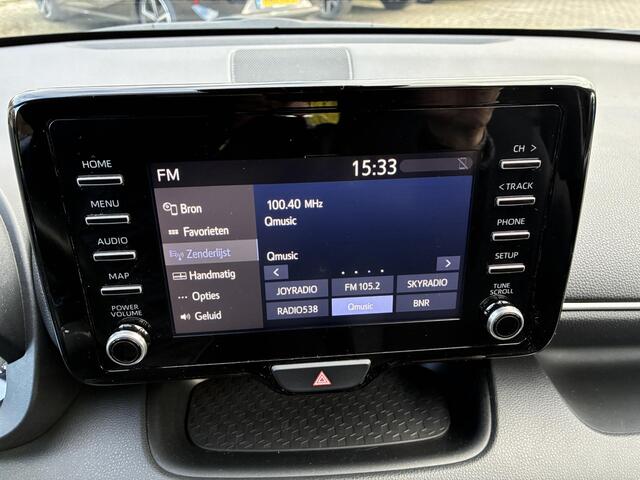 HOME
MENU
AUDIO
MAP
POWER
VOLUME
FM
15:33
Bron
Favorieten
Zenderlijst
Handmatig
Opties
Geluid
100.40 MHz
Qmusic
Qmusic
<
>
JOYRADIO
FM 105.2
SKYRADIO
RADIO538
Qmusic
BNR
CH >
< TRACK
PHONE
SETUP
TUNE
SCROLL